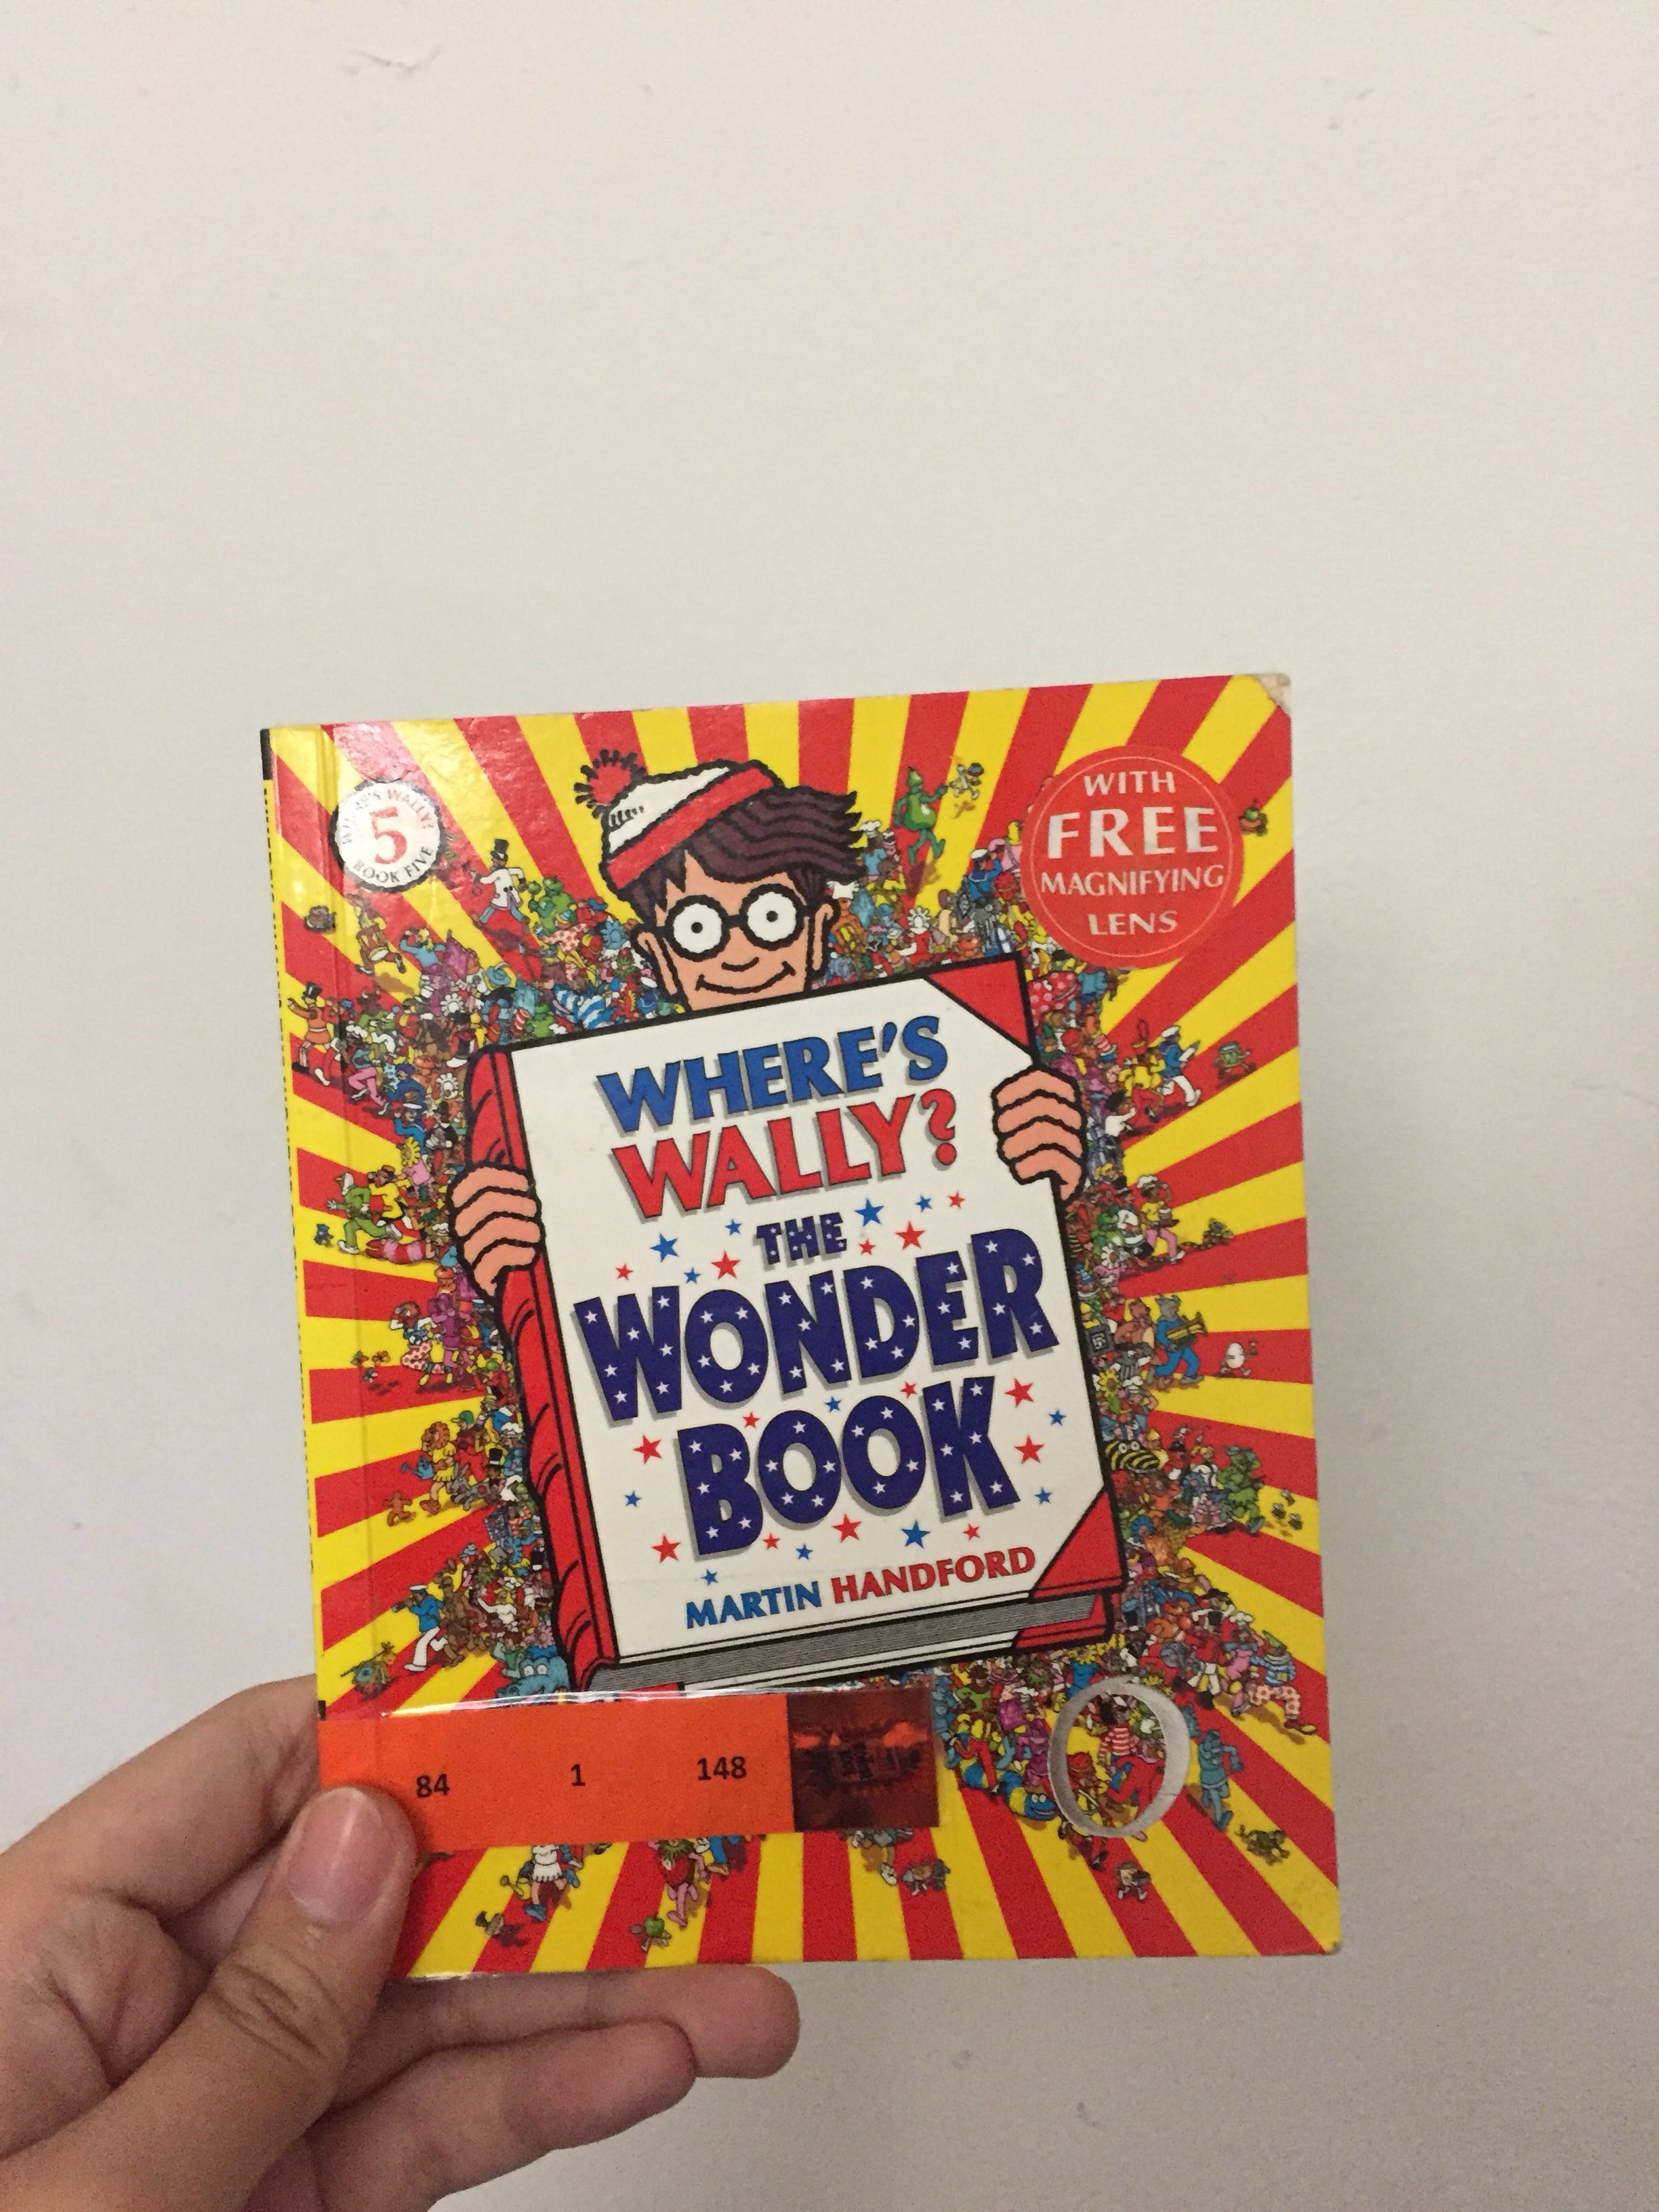 WHERE'S WALLY?
5
BOOK FIVE
WITH
FREE
MAGNIFYING
LENS
WHERE'S
WALLY?
THE
WONDER
BOOK
MARTIN HANDFORD
84 1 148